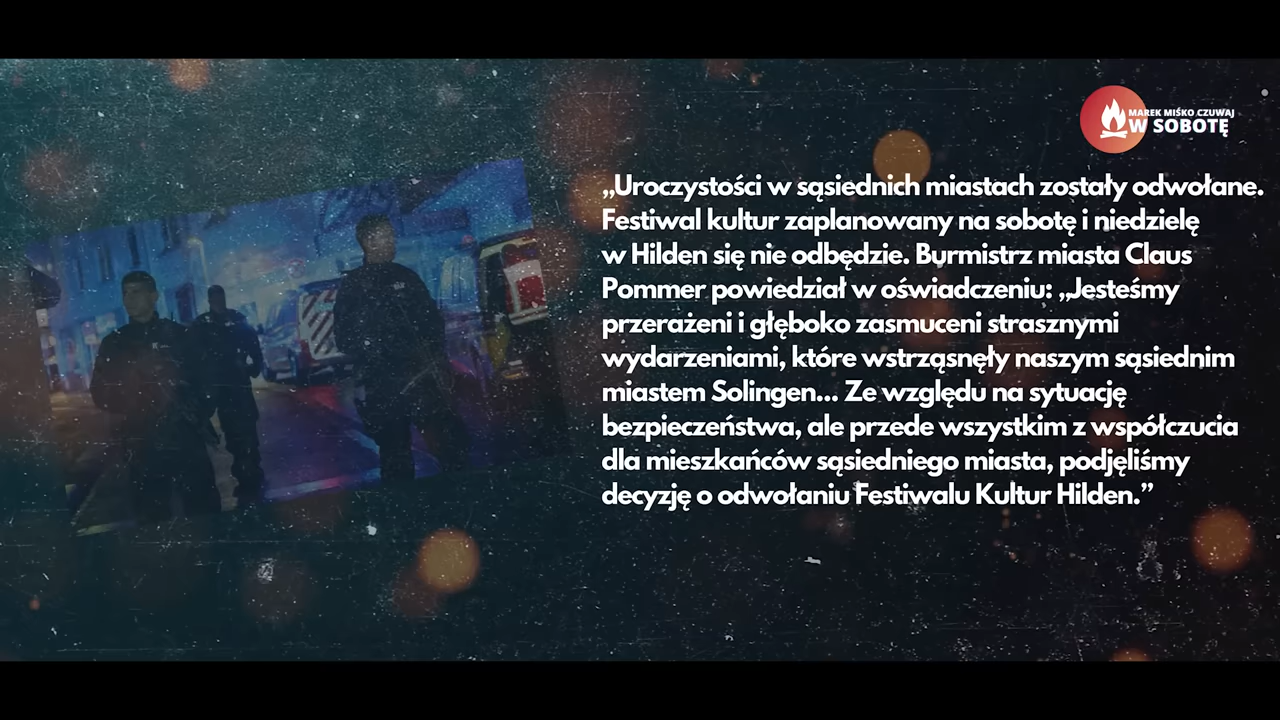 MAREK MIŚKO CZUWAJ
W SOBOTĘ
„Uroczystości w sąsiednich miastach zostały odwołane.
Festiwal kultur zaplanowany na sobotę i niedzielę
w Hilden się nie odbędzie. Burmistrz miasta Claus
Pommer powiedział w oświadczeniu: „Jesteśmy
przerażeni i głęboko zasmuceni strasznymi
wydarzeniami, które wstrząsnęły naszym sąsiednim
miastem Solingen... Ze względu na sytuację
bezpieczeństwa, ale przede wszystkim z współczucia
dla mieszkańców sąsiedniego miasta, podjęliśmy
decyzję o odwołaniu Festiwalu Kultur Hilden.”